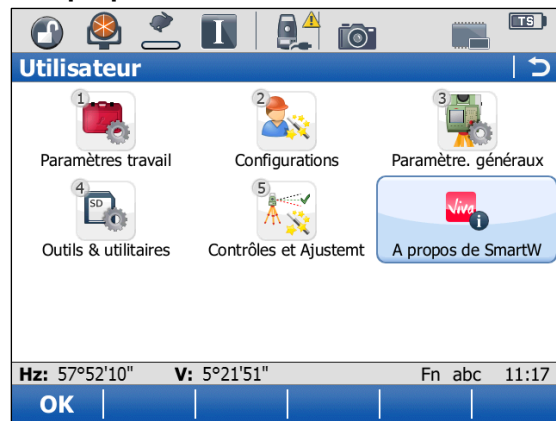 I
TS
Utilisateur
1
2
3
Paramètres travail
Configurations
Paramètre. généraux
4
SD
5
Viva
i
Outils & utilitaires
Contrôles et Ajustemt
A propos de SmartW
Hz: 57°52'10" V: 5°21'51" Fn abc 11:17
OK